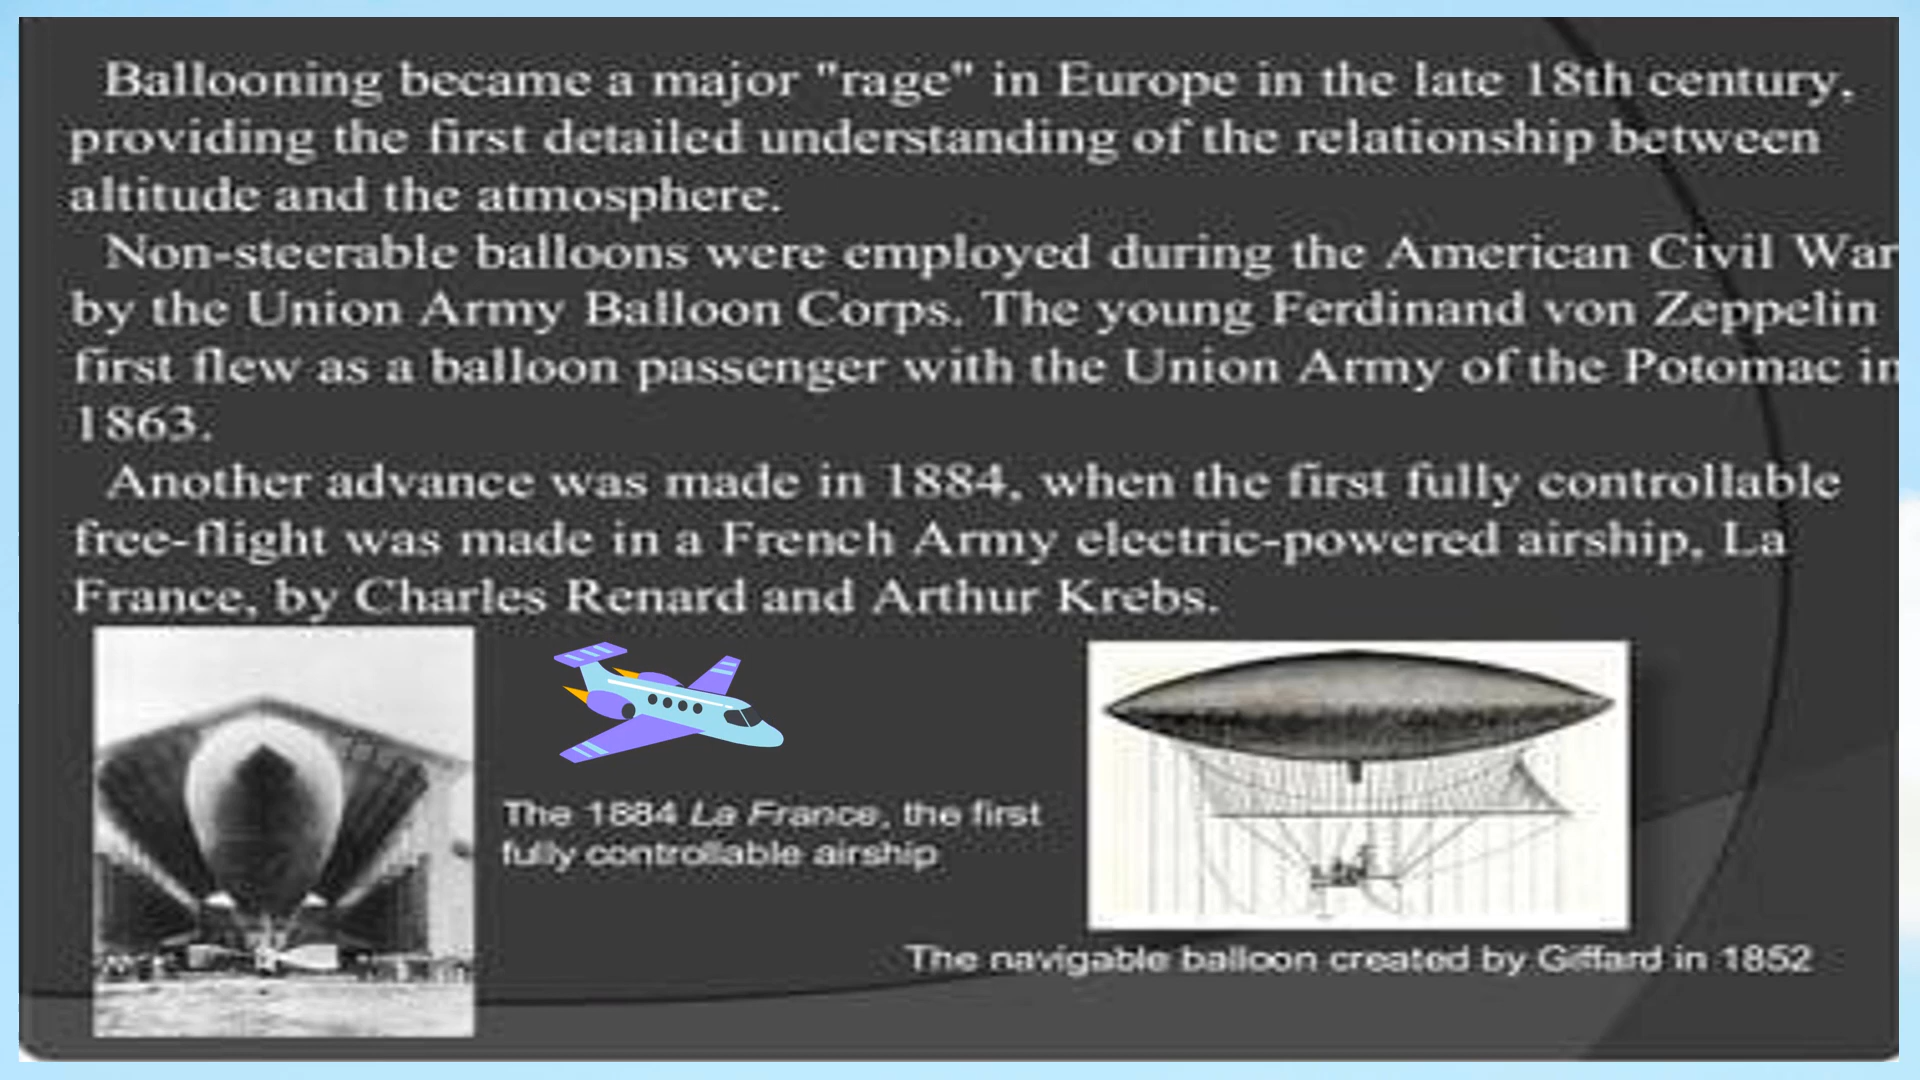 Ballooning became a major "rage" in Europe in the late 18th century,
providing the first detailed understanding of the relationship between
altitude and the atmosphere.
Non-steerable balloons were employed during the American Civil War
by the Union Army Balloon Corps. The young Ferdinand von Zeppelin
first flew as a balloon passenger with the Union Army of the Potomac in
1863.
Another advance was made in 1884, when the first fully controllable
free-flight was made in a French Army electric-powered airship, La
France, by Charles Renard and Arthur Krebs.
The 1884 La France, the first
fully controllable airship
The navigable balloon created by Giffard in 1852